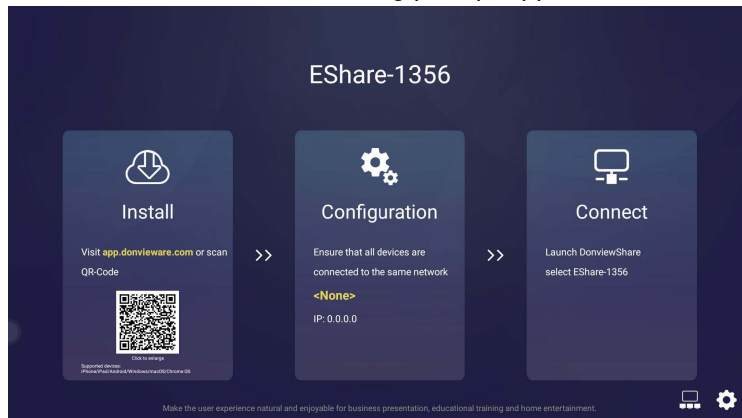 EShare-1356
Install
Visit app.donvieware.com or scan
QR-Code
Click to enlarge
Supported devices:
iPhone/iPad/Android/Windows/macOS/Chrome OS
Configuration
Ensure that all devices are
connected to the same network
<None>
IP: 0.0.0.0
Connect
Launch DonviewShare
select EShare-1356
Make the user experience natural and enjoyable for business presentation, educational training and home entertainment.